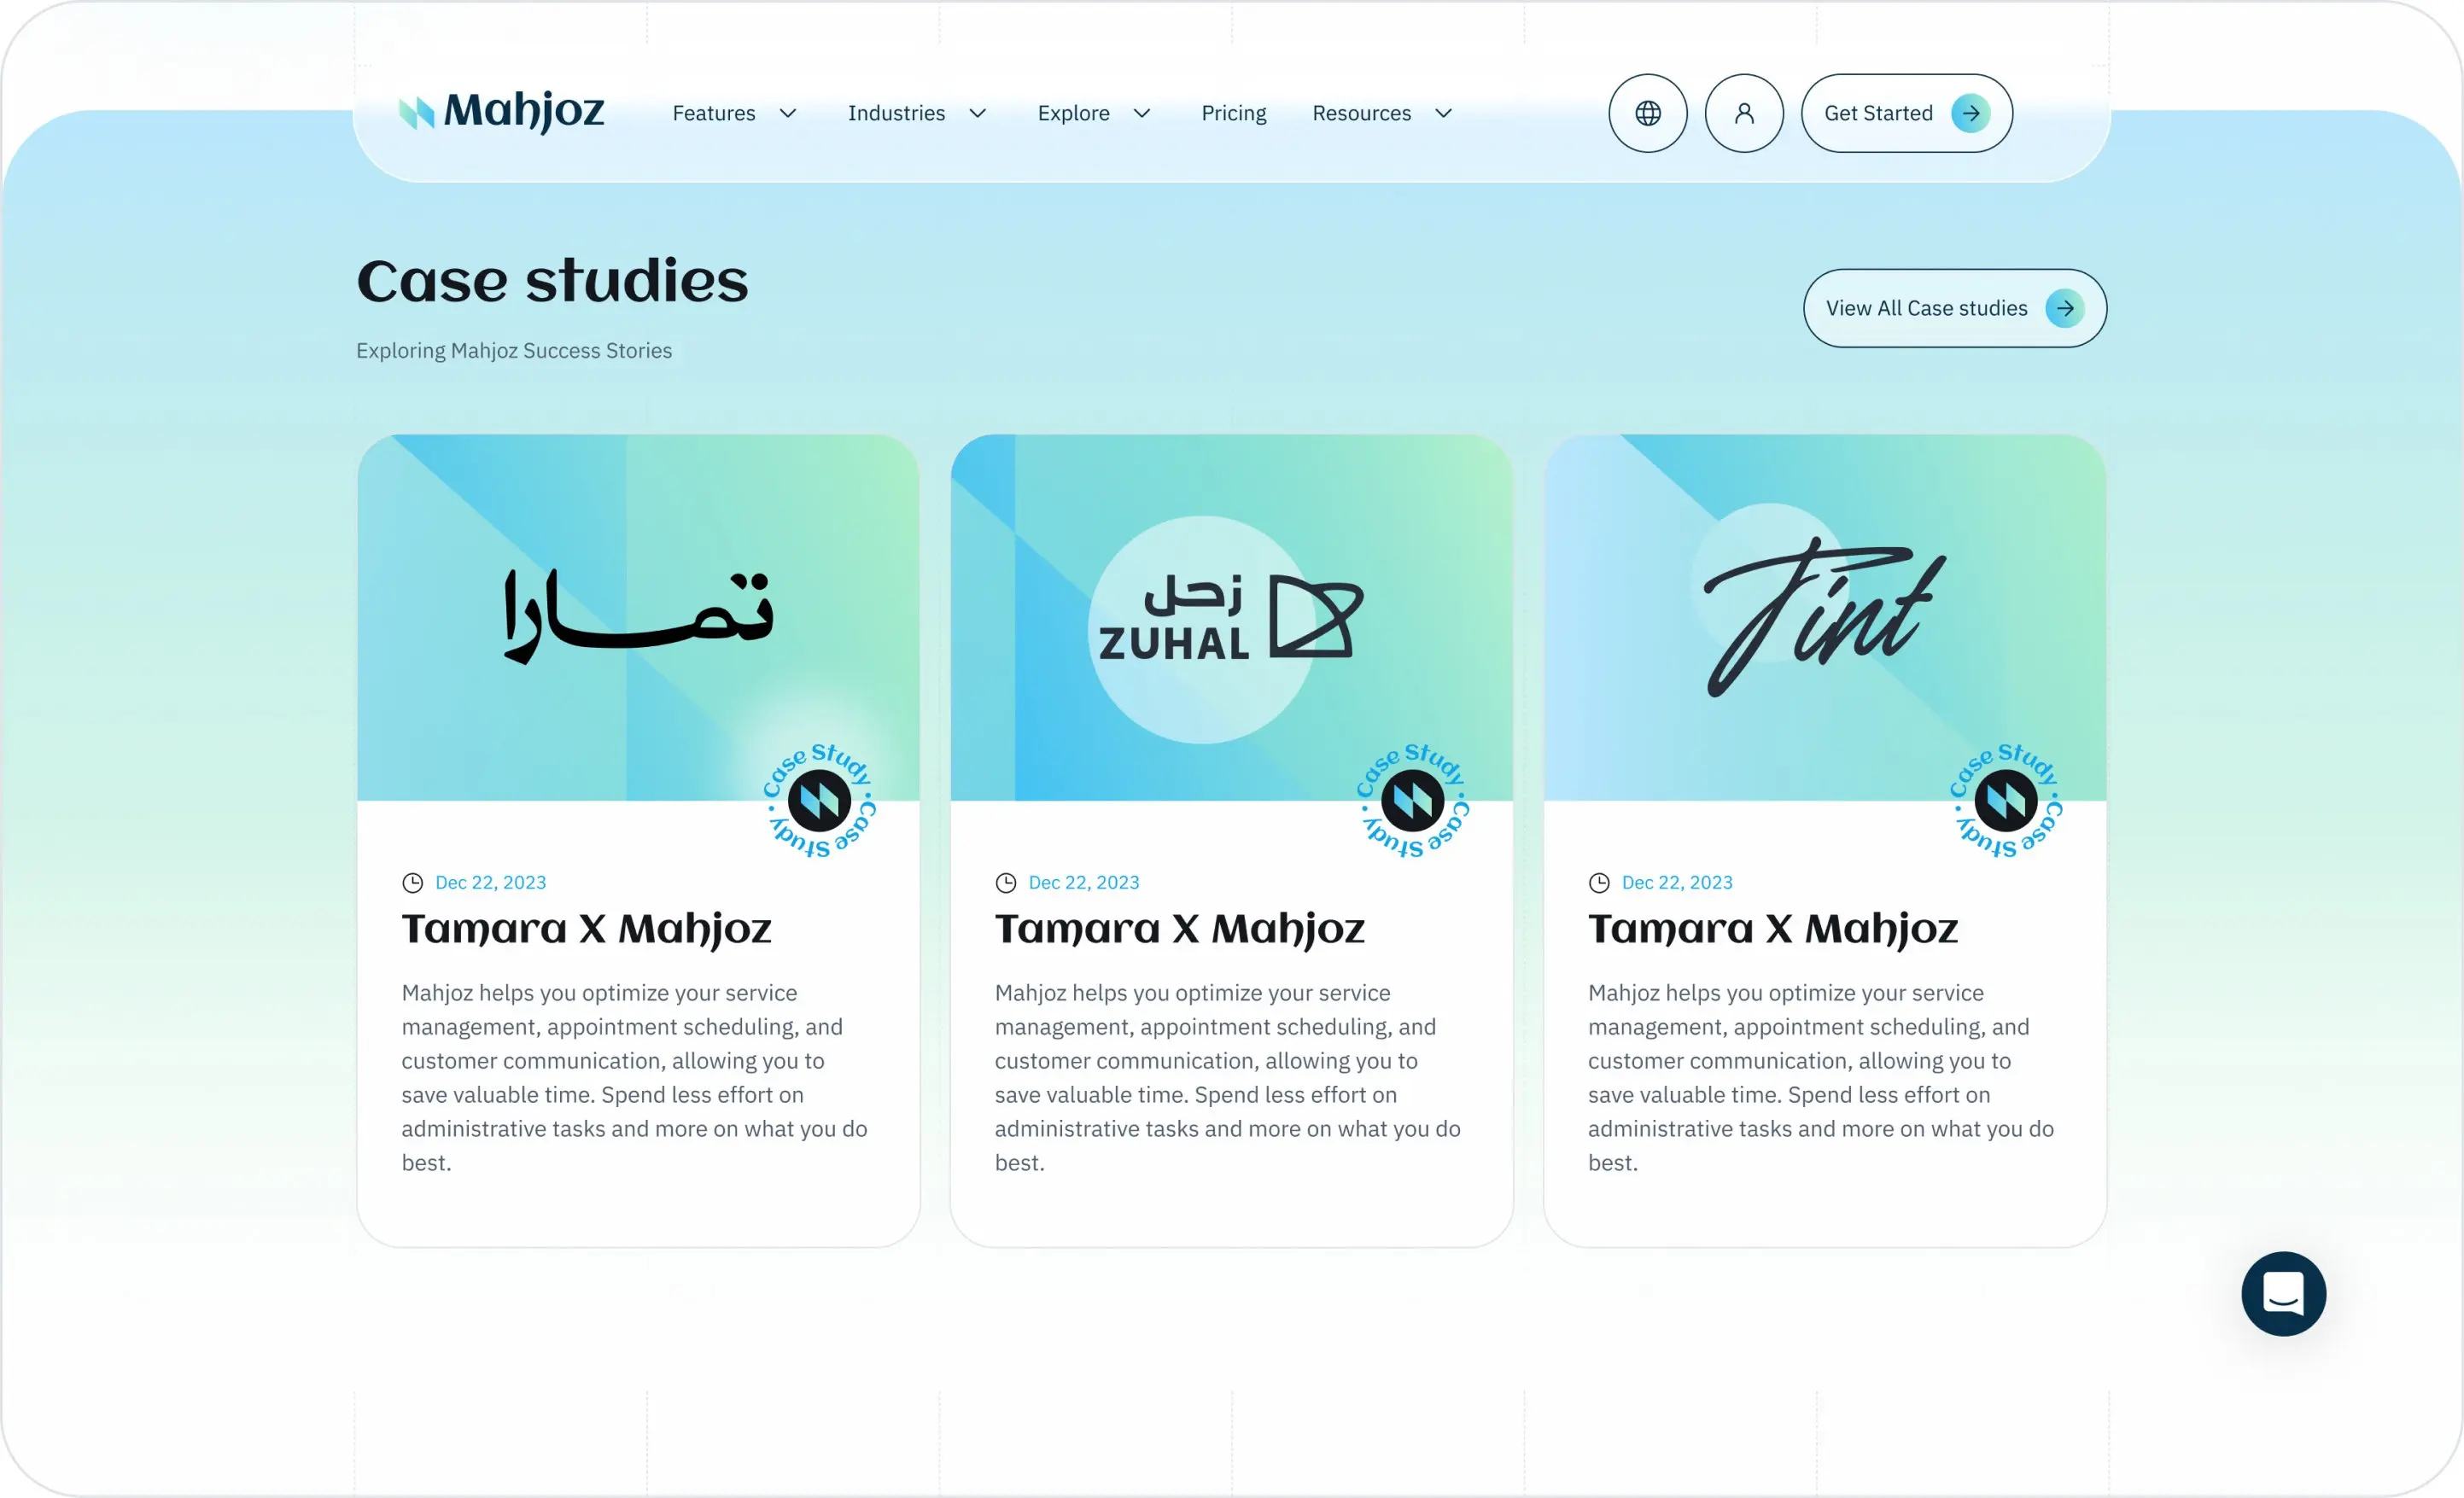 Mahjoz
Features
Industries
Explore
Pricing
Resources
Get Started
Case studies
Exploring Mahjoz Success Stories
View All Case studies
تمارا
Case Study · Case Study ·
Dec 22, 2023
Tamara X Mahjoz
Mahjoz helps you optimize your service
management, appointment scheduling, and
customer communication, allowing you to
save valuable time. Spend less effort on
administrative tasks and more on what you do
best.
زحل
ZUHAL
Case Study · Case Study ·
Dec 22, 2023
Tamara X Mahjoz
Mahjoz helps you optimize your service
management, appointment scheduling, and
customer communication, allowing you to
save valuable time. Spend less effort on
administrative tasks and more on what you do
best.
Tint
Case Study · Case Study ·
Dec 22, 2023
Tamara X Mahjoz
Mahjoz helps you optimize your service
management, appointment scheduling, and
customer communication, allowing you to
save valuable time. Spend less effort on
administrative tasks and more on what you do
best.